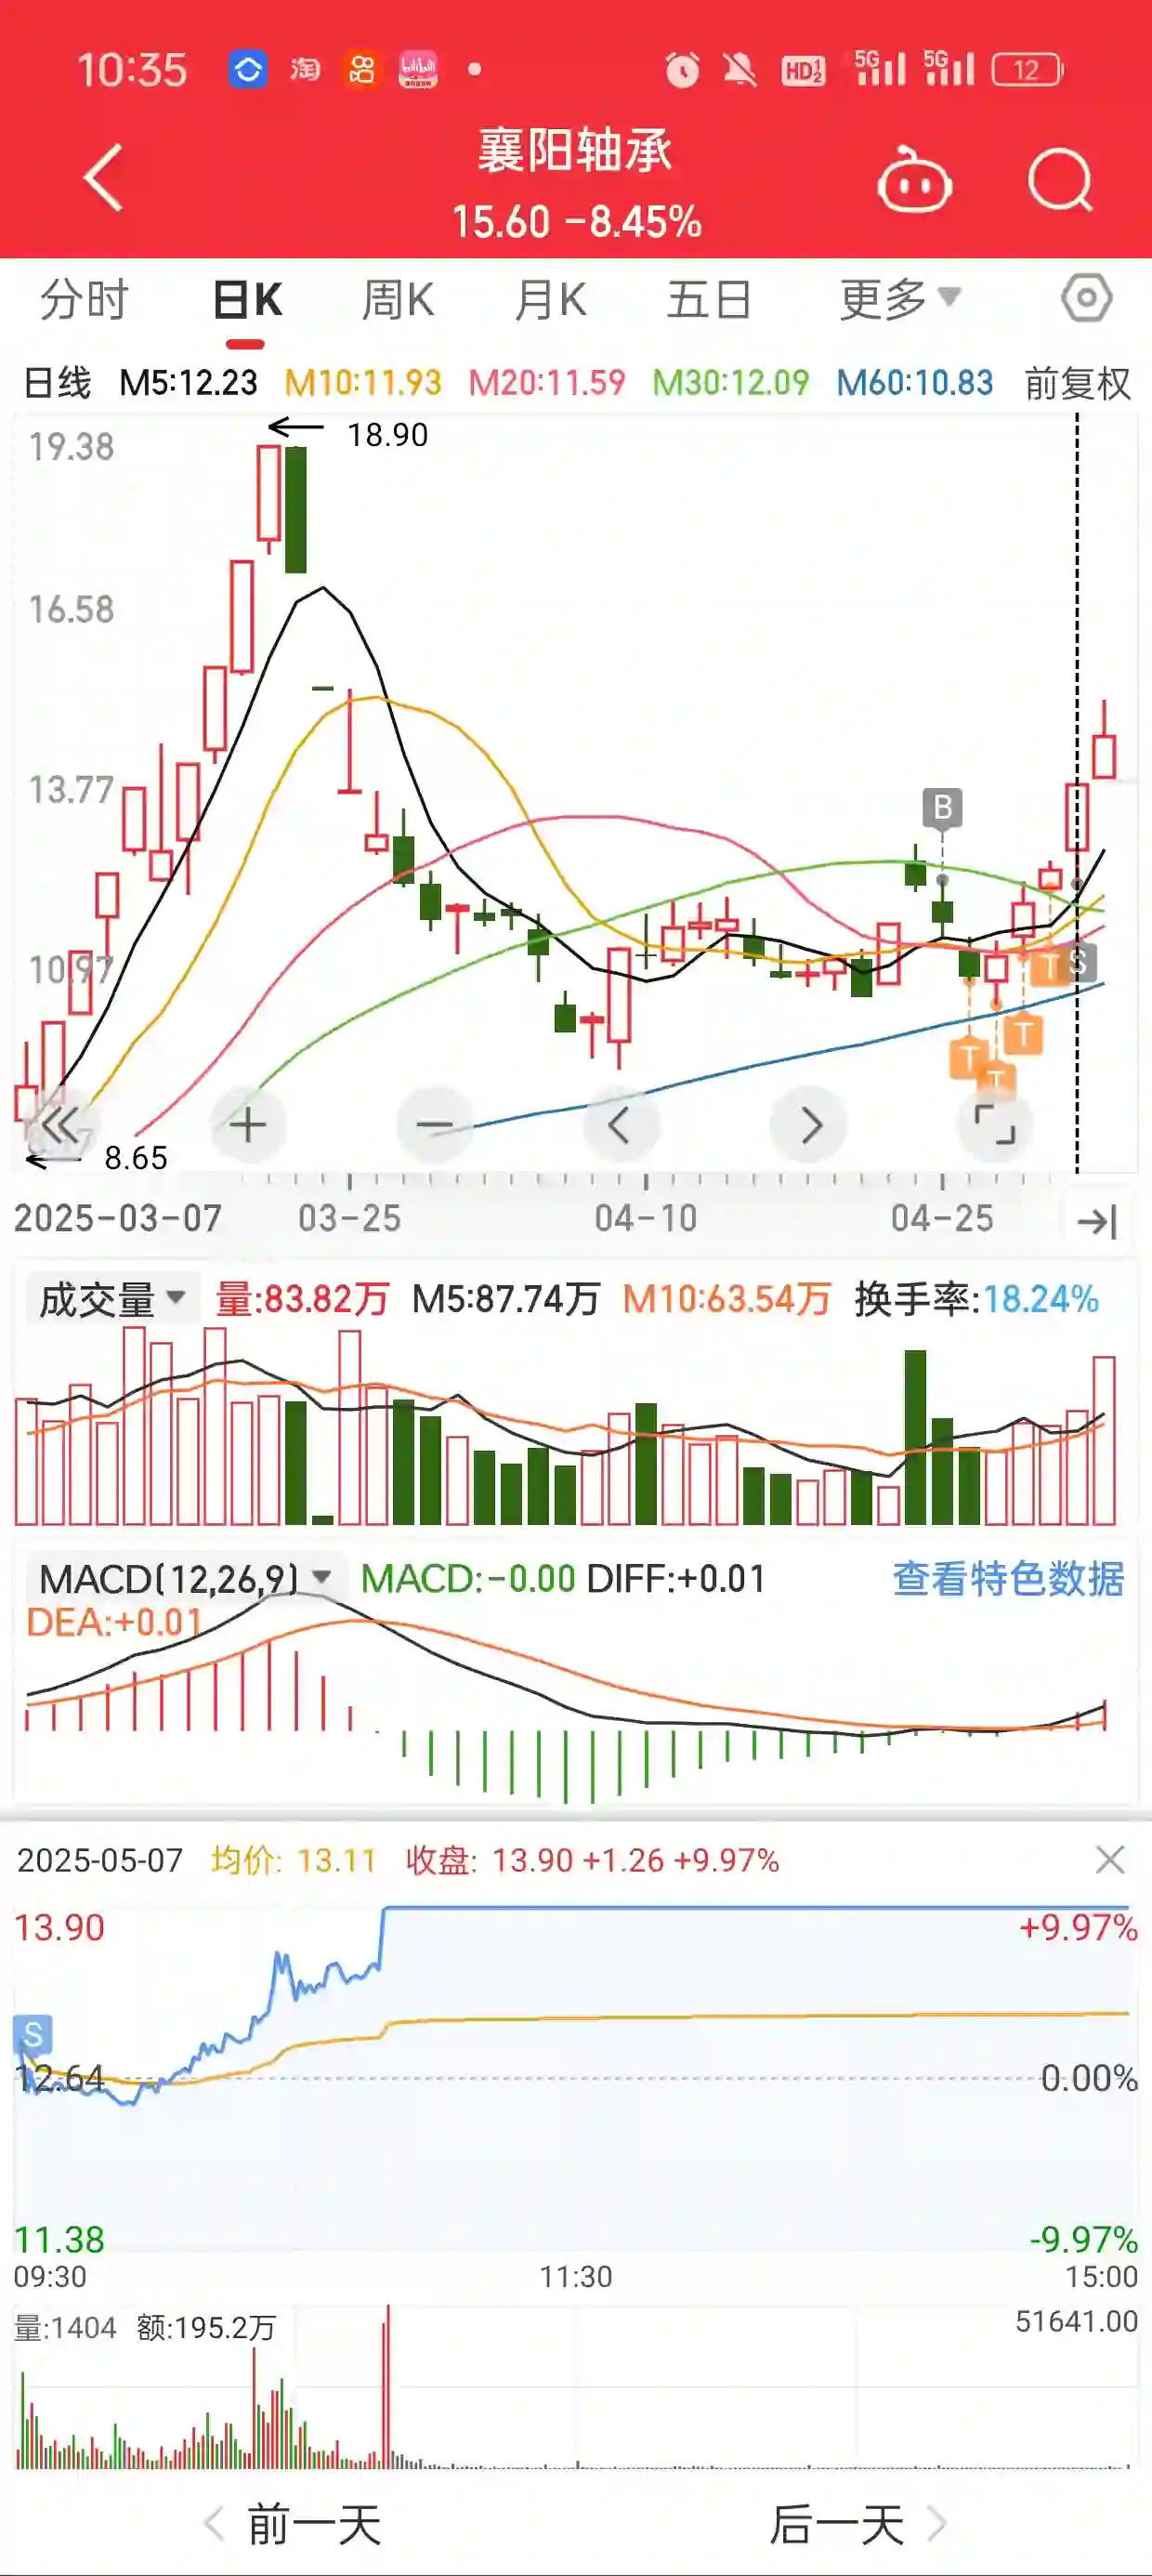 10:35 淘 bilibili HD1 2 5G 5G 12
襄阳轴承
15.60 -8.45%
分时 日K 周K 月K 五日 更多
日线 M5:12.23 M10:11.93 M20:11.59 M30:12.09 M60:10.83 前复权
19.38 18.90
16.58
13.77
B
10.97
T S
T
T
T
8.65
2025-03-07 03-25 04-10 04-25
成交量 量:83.82万 M5:87.74万 M10:63.54万 换手率:18.24%
MACD(12,26,9) MACD:-0.00 DIFF:+0.01 查看特色数据
DEA:+0.01
2025-05-07 均价: 13.11 收盘: 13.90 +1.26 +9.97%
13.90 +9.97%
S
12.64 0.00%
11.38 -9.97%
09:30 11:30 15:00
量:1404 额:195.2万 51641.00
前一天 后一天